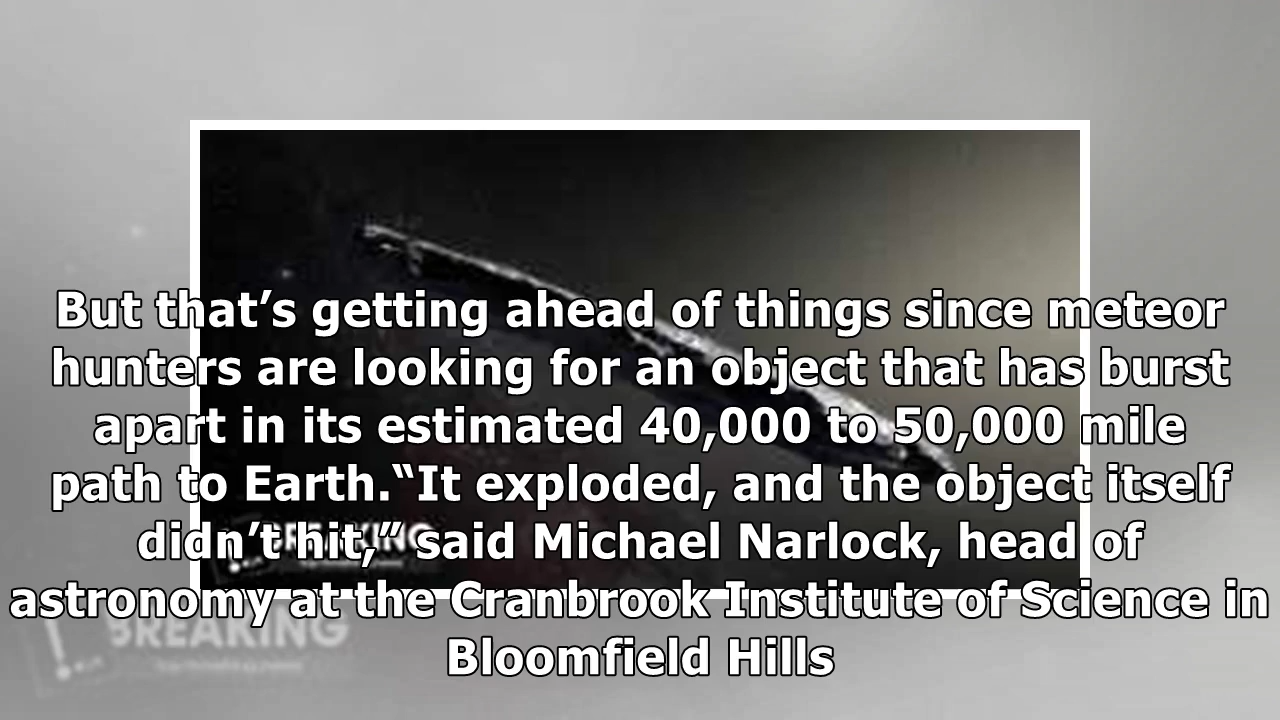 But that’s getting ahead of things since meteor
hunters are looking for an object that has burst
apart in its estimated 40,000 to 50,000 mile
path to Earth.“It exploded, and the object itself
didn’t hit,” said Michael Narlock, head of
astronomy at the Cranbrook Institute of Science in
Bloomfield Hills
BREAKING
BREAKING